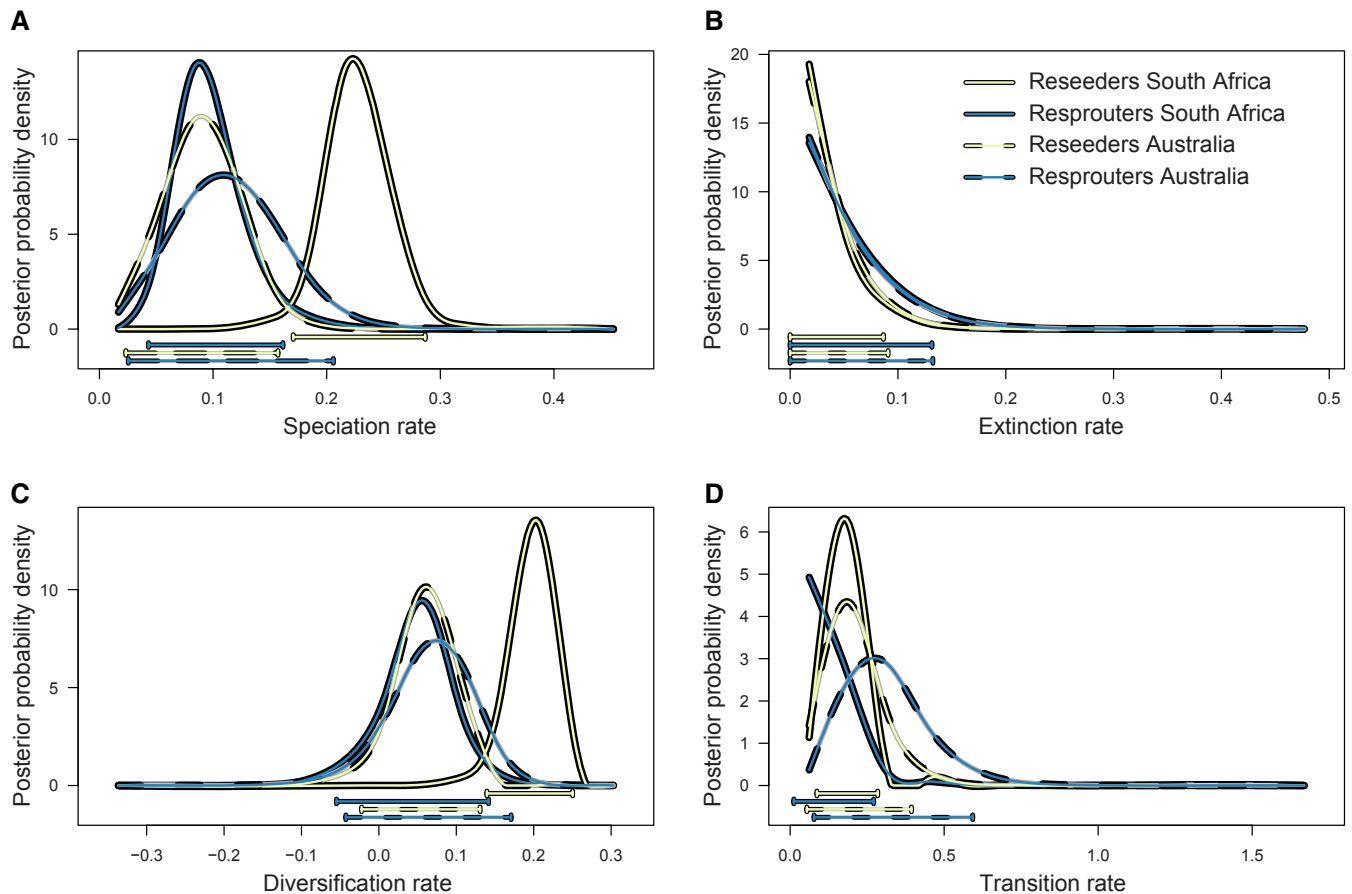 A
Posterior probability density
10
5
0
0.0 0.1 0.2 0.3 0.4
Speciation rate
B
Posterior probability density
20
15
10
5
0
Reseeders South Africa
Resprouters South Africa
Reseeders Australia
Resprouters Australia
0.0 0.1 0.2 0.3 0.4 0.5
Extinction rate
C
Posterior probability density
10
5
0
−0.3 −0.2 −0.1 0.0 0.1 0.2 0.3
Diversification rate
D
Posterior probability density
6
5
4
3
2
1
0
0.0 0.5 1.0 1.5
Transition rate